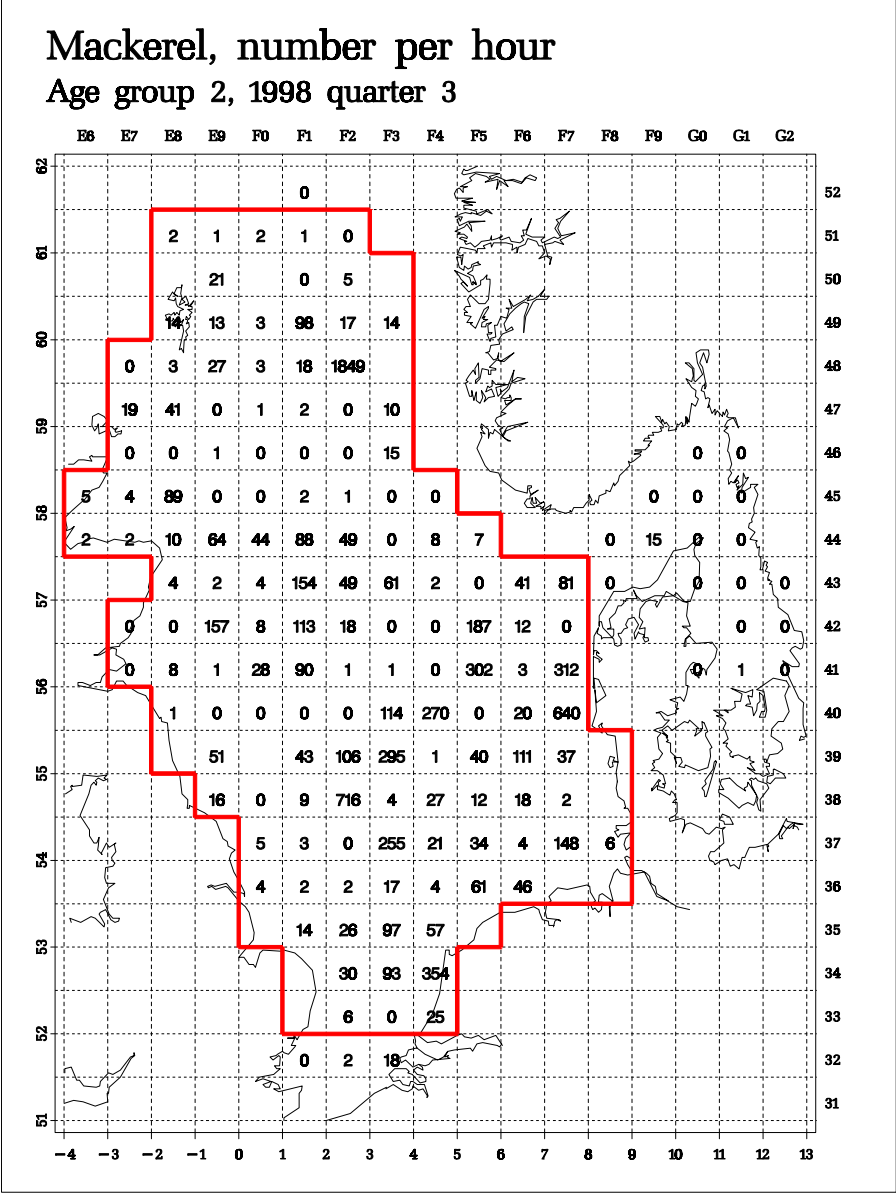 Mackerel, number per hour
Age group 2, 1998 quarter 3
E6 E7 E8 E9 F0 F1 F2 F3 F4 F5 F6 F7 F8 F9 G0 G1 G2
62
0 52
2 1 2 1 0 51
61
21 0 5 50
14 13 3 98 17 14 49
60
0 3 27 3 18 1849 48
19 41 0 1 2 0 10 47
59
0 0 1 0 0 0 15 0 0 46
5 4 89 0 0 2 1 0 0 0 0 0 45
58
2 2 10 64 44 88 49 0 8 7 0 15 0 0 44
4 2 4 154 49 61 2 0 41 81 0 0 0 0 43
57
0 0 157 8 113 18 0 0 187 12 0 0 0 42
0 8 1 28 90 1 1 0 302 3 312 0 1 0 41
56
1 0 0 0 0 114 270 0 20 640 40
51 43 106 295 1 40 111 37 39
55
16 0 9 716 4 27 12 18 2 38
5 3 0 255 21 34 4 148 6 37
54
4 2 2 17 4 61 46 36
14 26 97 57 35
53
30 93 354 34
6 0 25 33
52
0 2 18 32
31
51
−4 −3 −2 −1 0 1 2 3 4 5 6 7 8 9 10 11 12 13